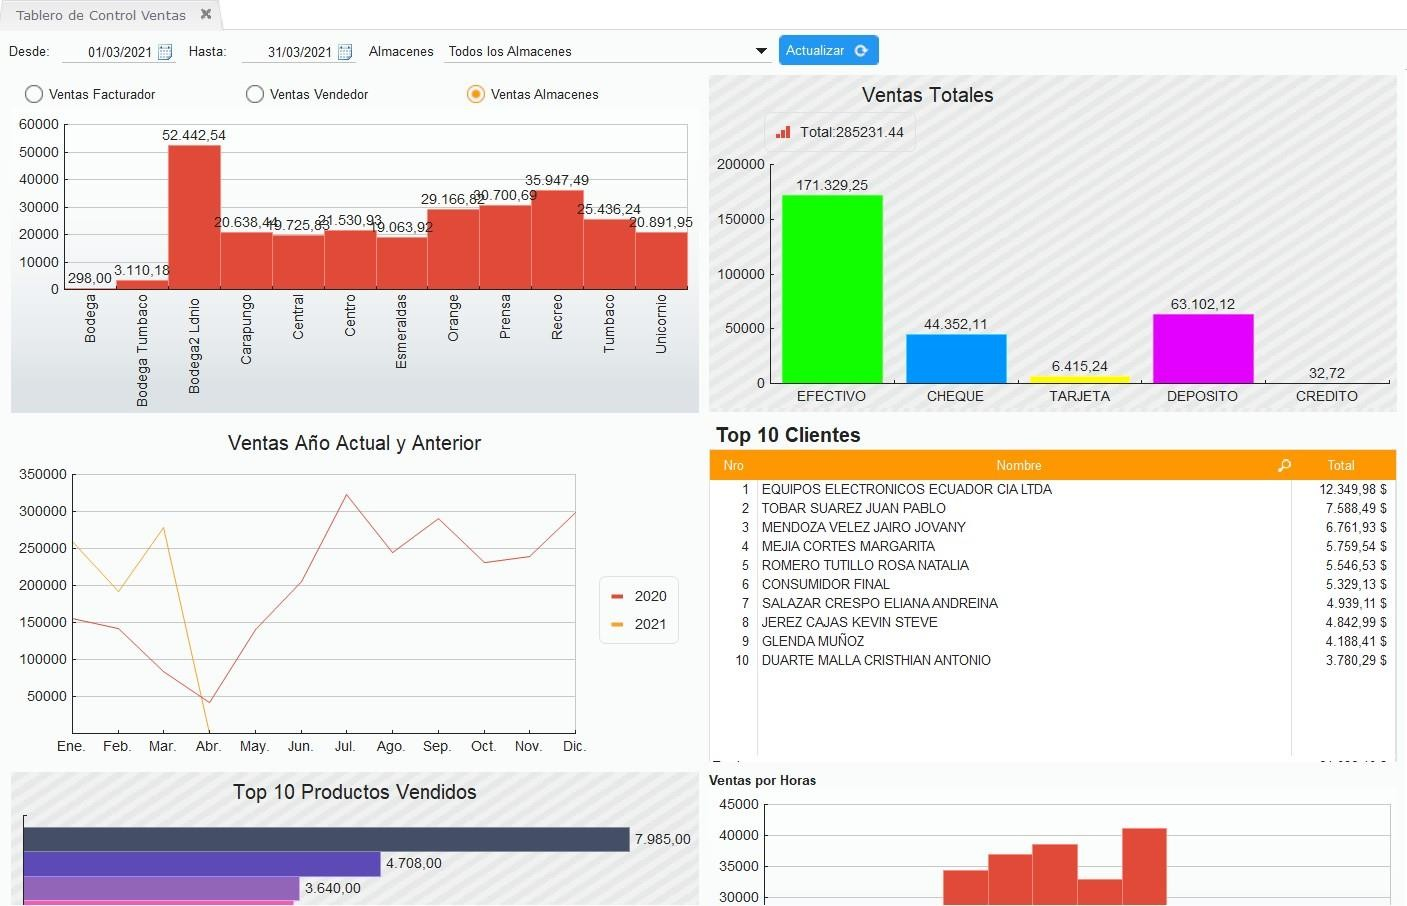 Tablero de Control Ventas
Desde: 01/03/2021 Hasta: 31/03/2021 Almacenes Todos los Almacenes Actualizar
Ventas Facturador Ventas Vendedor Ventas Almacenes
60000
50000
40000
30000
20000
10000
0
298,00
3.110,18
52.442,54
20.638,44
19.725,83
21.530,93
19.063,92
29.166,82
30.700,69
35.947,49
25.436,24
20.891,95
Bodega
Bodega Tumbaco
Bodega2 Ldnio
Carapungo
Central
Centro
Esmeraldas
Orange
Prensa
Recreo
Tumbaco
Unicornio
Ventas Totales
Total:285231.44
200000
150000
100000
50000
0
171.329,25
44.352,11
6.415,24
63.102,12
32,72
EFECTIVO CHEQUE TARJETA DEPOSITO CREDITO
Ventas Año Actual y Anterior
350000
300000
250000
200000
150000
100000
50000
Ene. Feb. Mar. Abr. May. Jun. Jul. Ago. Sep. Oct. Nov. Dic.
2020
2021
Top 10 Clientes
Nro Nombre Total
1 EQUIPOS ELECTRONICOS ECUADOR CIA LTDA 12.349,98 $
2 TOBAR SUAREZ JUAN PABLO 7.588,49 $
3 MENDOZA VELEZ JAIRO JOVANY 6.761,93 $
4 MEJIA CORTES MARGARITA 5.759,54 $
5 ROMERO TUTILLO ROSA NATALIA 5.546,53 $
6 CONSUMIDOR FINAL 5.329,13 $
7 SALAZAR CRESPO ELIANA ANDREINA 4.939,11 $
8 JEREZ CAJAS KEVIN STEVE 4.842,99 $
9 GLENDA MUÑOZ 4.188,41 $
10 DUARTE MALLA CRISTHIAN ANTONIO 3.780,29 $
Top 10 Productos Vendidos
7.985,00
4.708,00
3.640,00
Ventas por Horas
45000
40000
35000
30000